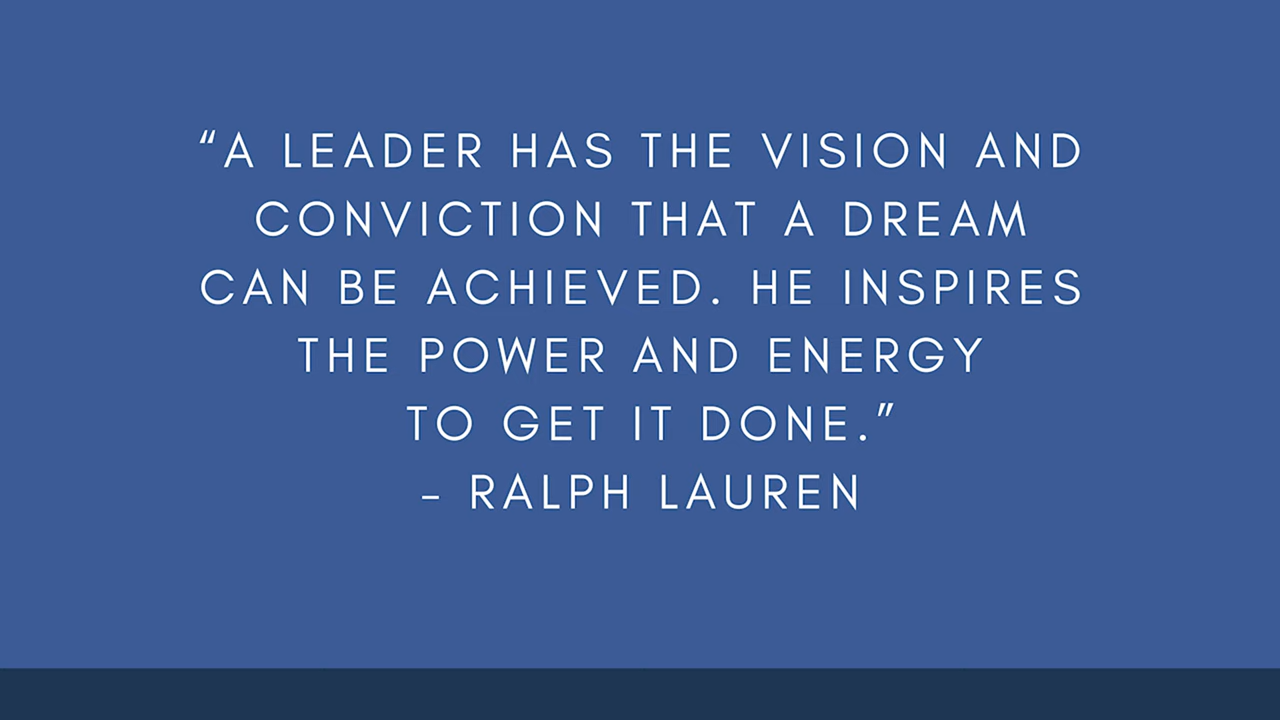 “A LEADER HAS THE VISION AND
CONVICTION THAT A DREAM
CAN BE ACHIEVED. HE INSPIRES
THE POWER AND ENERGY
TO GET IT DONE.”
– RALPH LAUREN